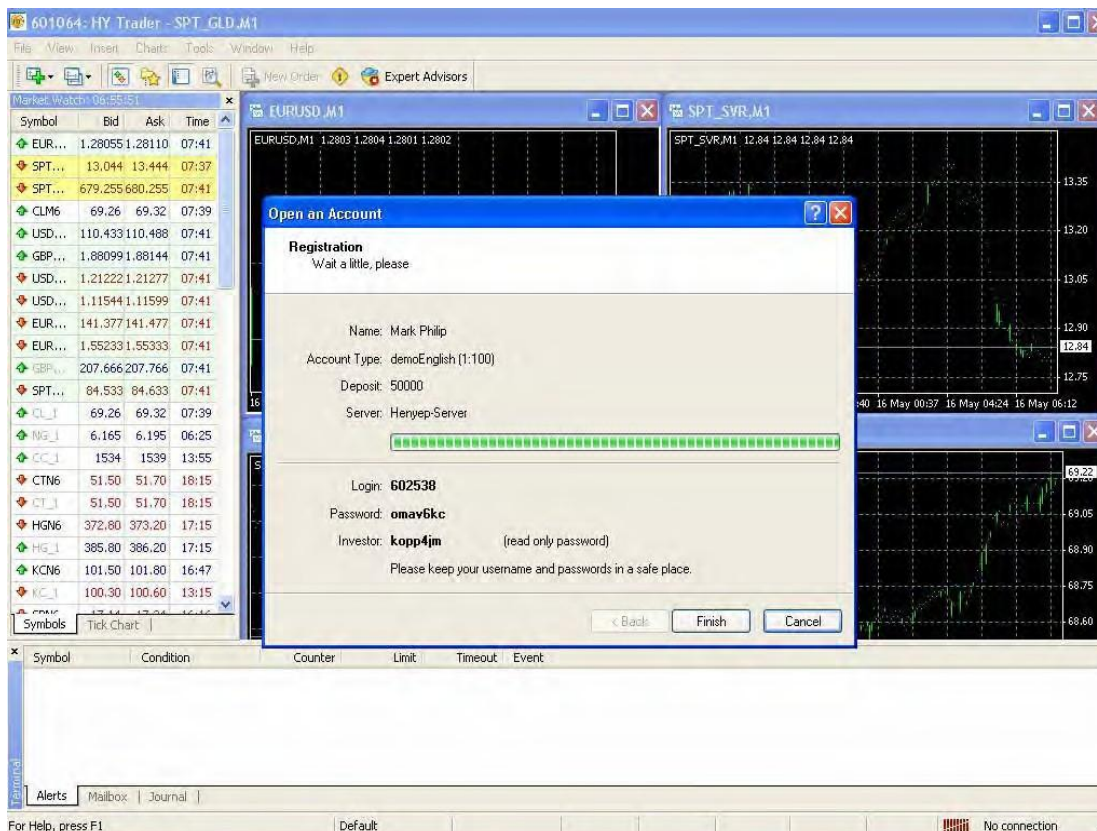 601064: HY Trader - SPT_GLD,M1
File View Insert Charts Tools Window Help
New Order Expert Advisors
Market Watch: 06:55:51
Symbol Bid Ask Time
EUR... 1.28055 1.28110 07:41
SPT... 13.044 13.444 07:37
SPT... 679.255 680.255 07:41
CLM6 69.26 69.32 07:39
USD... 110.433 110.488 07:41
GBP... 1.88099 1.88144 07:41
USD... 1.21222 1.21277 07:41
USD... 1.11544 1.11599 07:41
EUR... 141.377 141.477 07:41
EUR... 1.55233 1.55333 07:41
GBP... 207.666 207.766 07:41
SPT... 84.533 84.633 07:41
CL_1 69.26 69.32 07:39
NG_1 6.165 6.195 06:25
CC_1 1534 1539 13:55
CTN6 51.50 51.70 18:15
CT_1 51.50 51.70 18:15
HGN6 372.80 373.20 17:15
HG_1 385.80 386.20 17:15
KCN6 101.50 101.80 16:47
KC_1 100.30 100.60 13:15
Symbols Tick Chart
EURUSD,M1
EURUSD,M1 1.2803 1.2804 1.2801 1.2802
16
SPT_SVR,M1
SPT_SVR,M1 12.84 12.84 12.84 12.84
13.35
13.20
13.05
12.90
12.84
12.75
:40 16 May 00:37 16 May 04:24 16 May 06:12
69.22
69.05
68.90
68.75
68.60
Open an Account
Registration
Wait a little, please
Name: Mark Philip
Account Type: demoEnglish (1:100)
Deposit: 50000
Server: Henyep-Server
Login: 602538
Password: omav6kc
Investor: kopp4jm (read only password)
Please keep your username and passwords in a safe place.
< Back Finish Cancel
Symbol Condition Counter Limit Timeout Event
Terminal
Alerts Mailbox Journal
For Help, press F1 Default No connection